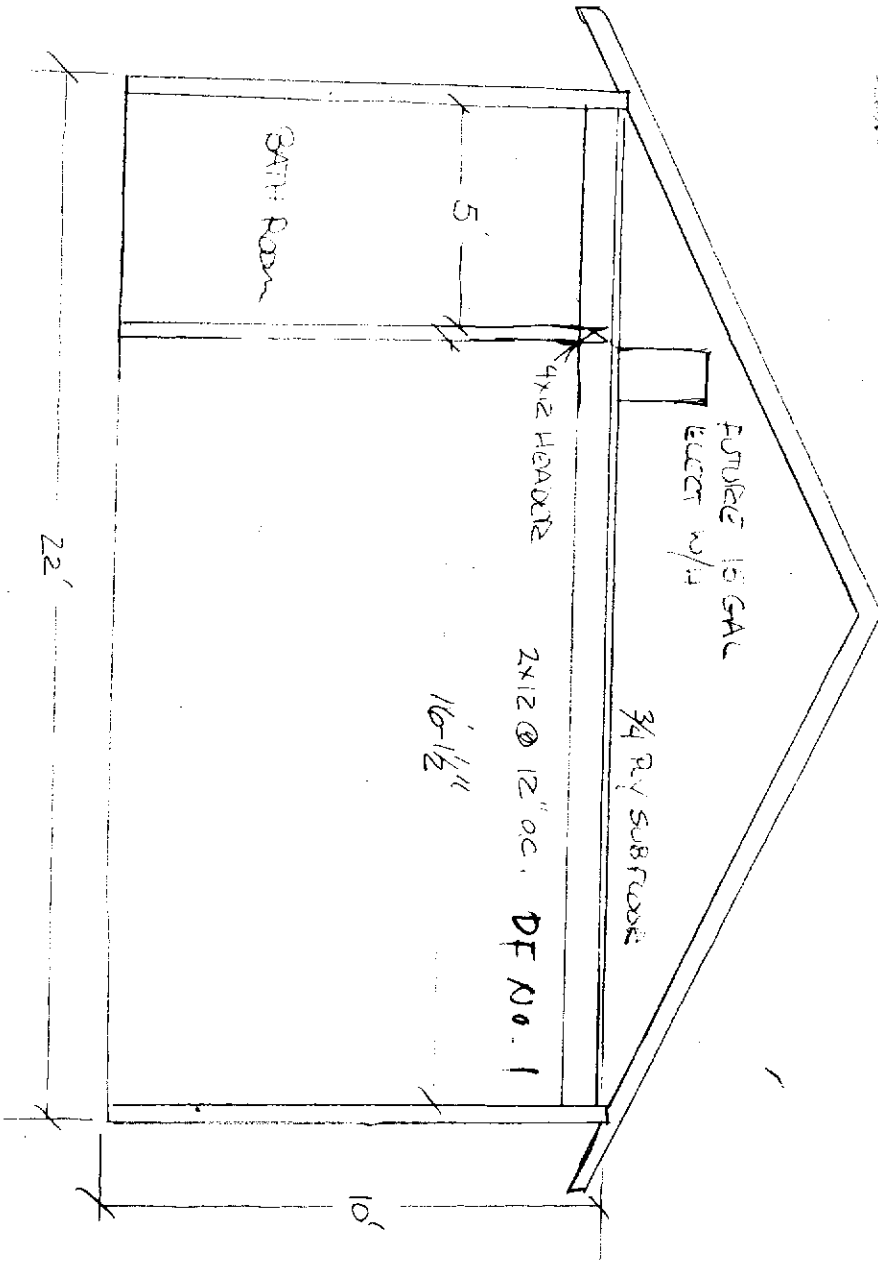 FUTURE 15 GAL
ELECT W/H
3/4 PLY SUBFLOOR
4x12 HEADER
2x12 @ 12" O.C. DF NO. 1
5'
16'-1 1/2"
BATH ROOM
10'
22'